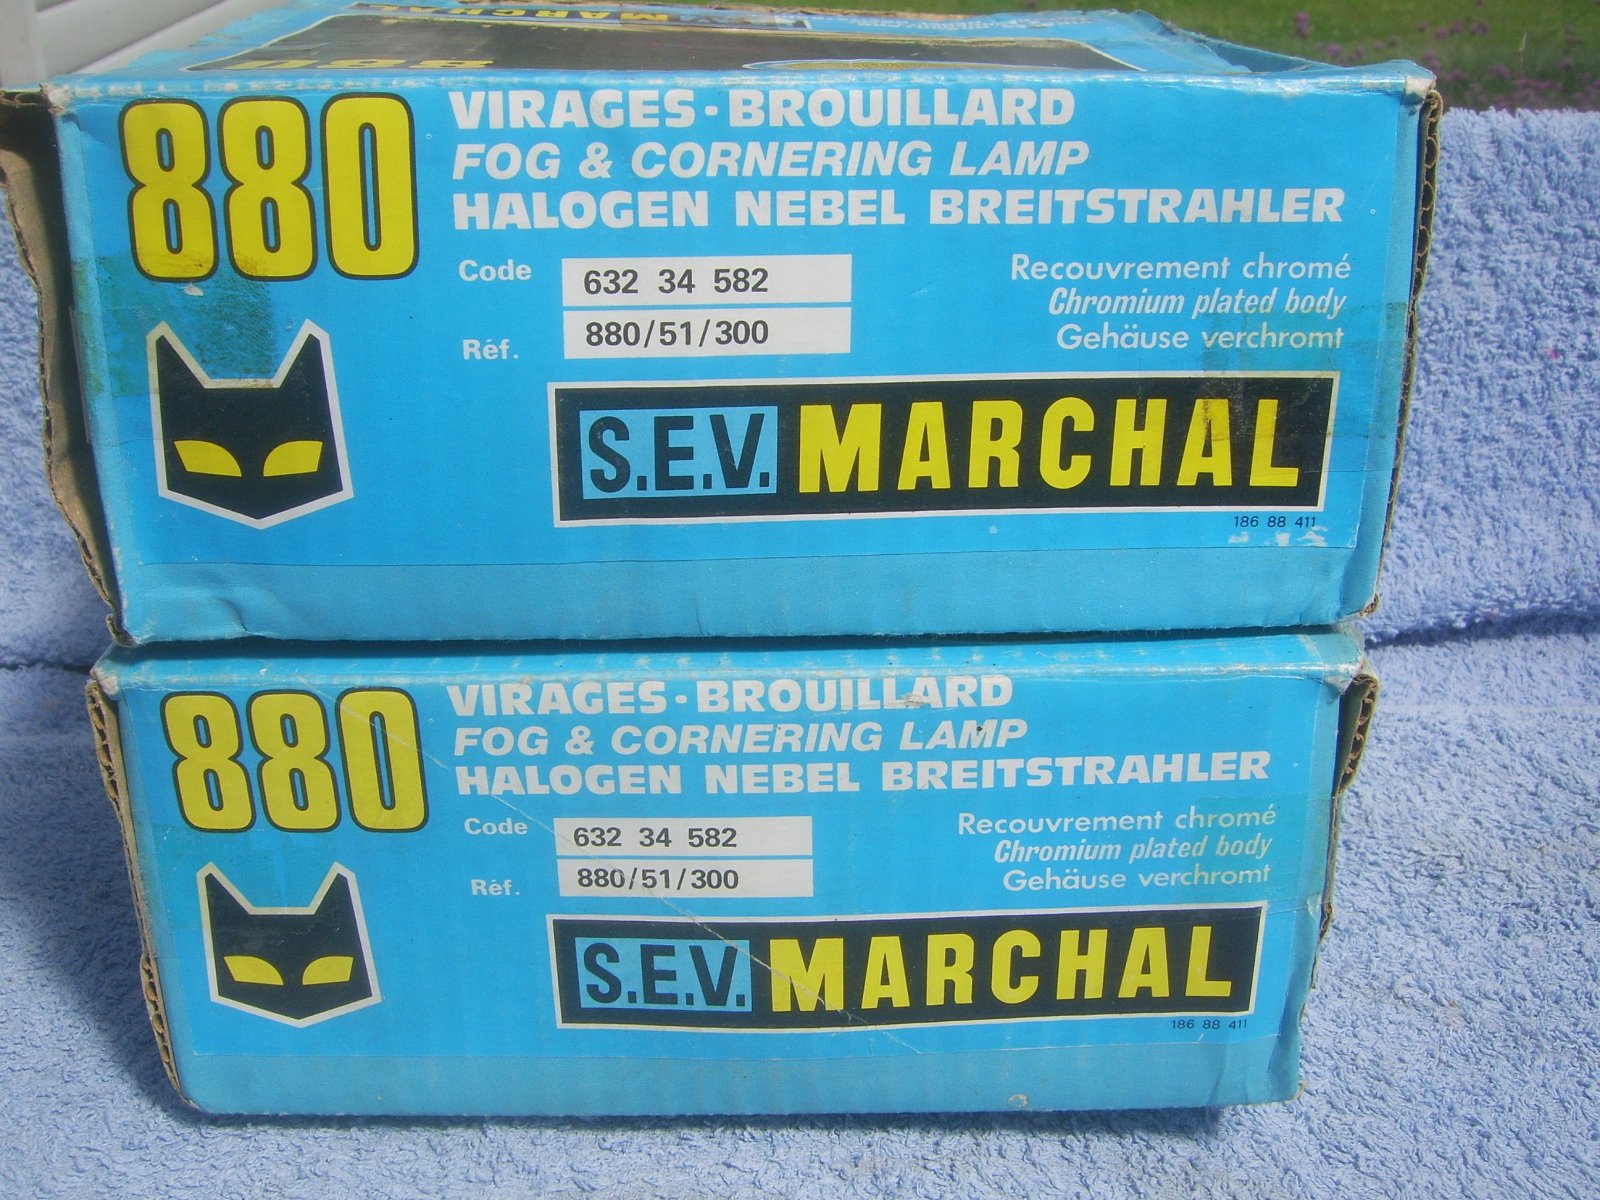 880
MARCHAL
880
VIRAGES-BROUILLARD
FOG & CORNERING LAMP
HALOGEN NEBEL BREITSTRAHLER
Code 632 34 582
Réf. 880/51/300
Recouvrement chromé
Chromium plated body
Gehäuse verchromt
S.E.V. MARCHAL
186 88 411
880
VIRAGES-BROUILLARD
FOG & CORNERING LAMP
HALOGEN NEBEL BREITSTRAHLER
Code 632 34 582
Réf. 880/51/300
Recouvrement chromé
Chromium plated body
Gehäuse verchromt
S.E.V. MARCHAL
186 88 411